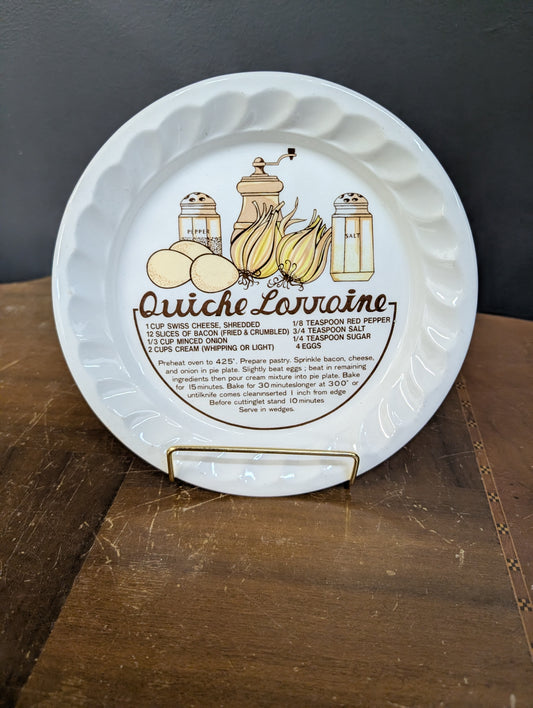 PEPPER
SALT
Quiche Lorraine
1 CUP SWISS CHEESE, SHREDDED
12 SLICES OF BACON (FRIED & CRUMBLED)
1/3 CUP MINCED ONION
2 CUPS CREAM (WHIPPING OR LIGHT)
1/8 TEASPOON RED PEPPER
3/4 TEASPOON SALT
1/4 TEASPOON SUGAR
4 EGGS
Preheat oven to 425°. Prepare pastry. Sprinkle bacon, cheese,
and onion in pie plate. Slightly beat eggs ; beat in remaining
ingredients then pour cream mixture into pie plate. Bake
for 15 minutes. Bake for 30 minuteslonger at 300° or
untilknife comes cleaninserted 1 inch from edge
Before cuttinglet stand 10 minutes
Serve in wedges.